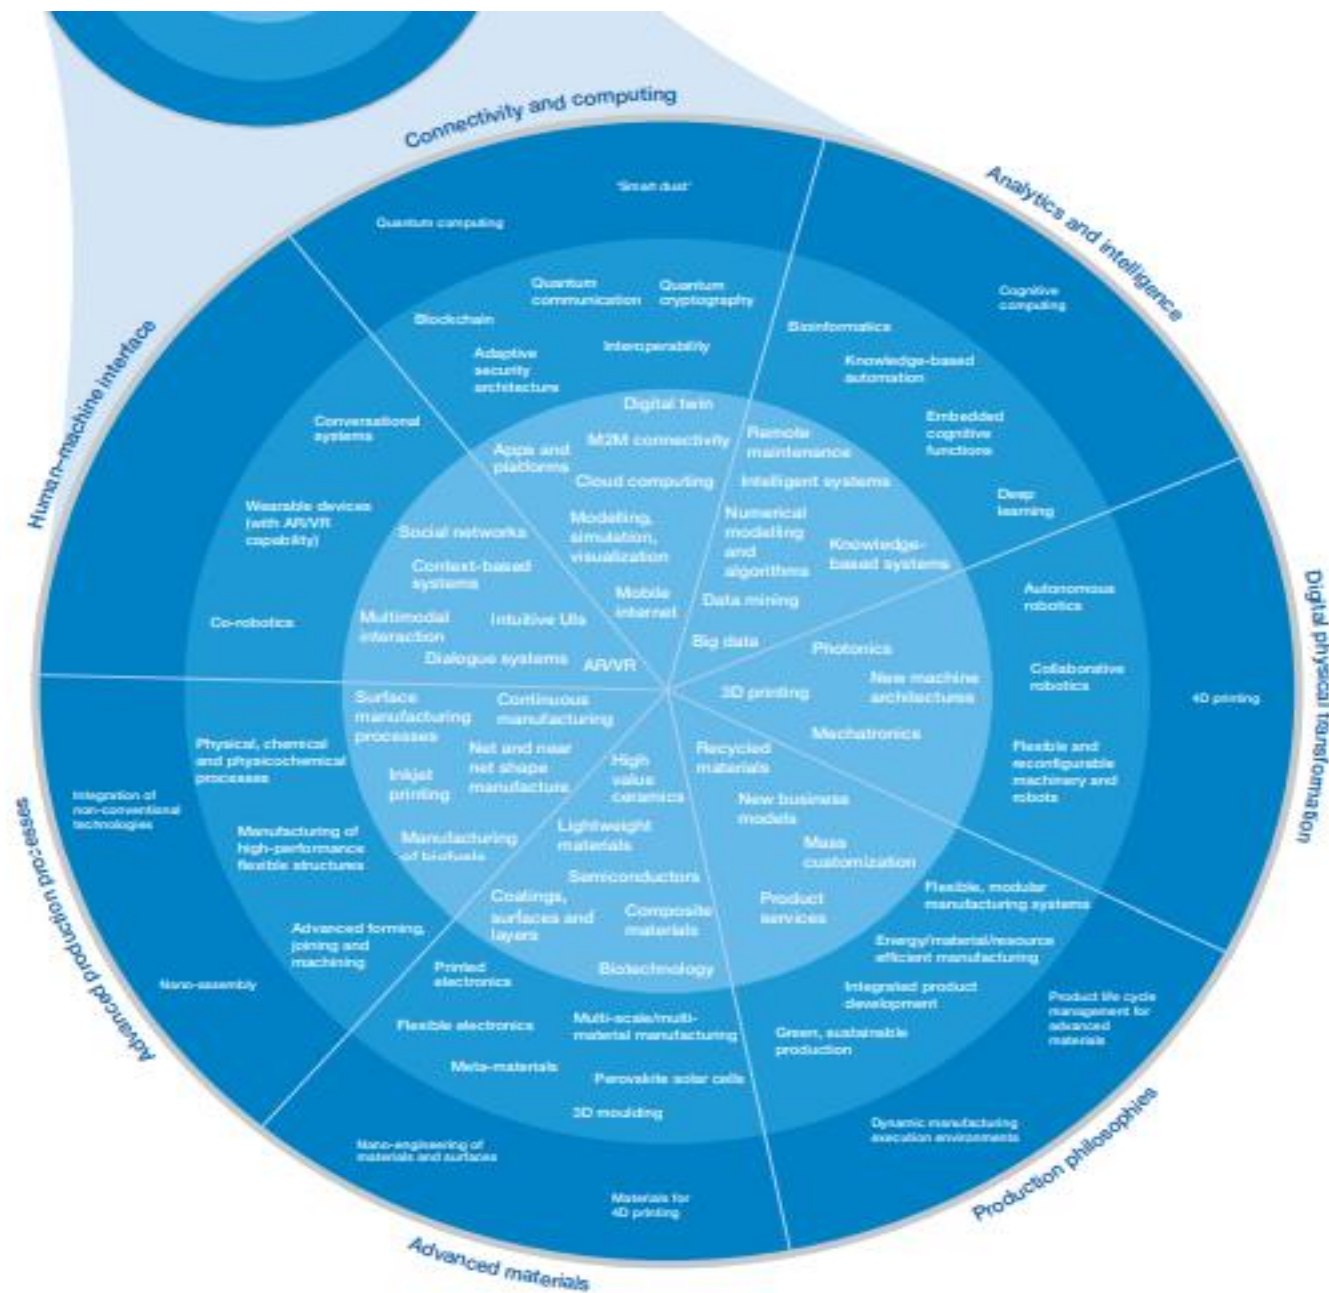 Connectivity and computing
'Smart dust'
Quantum computing
Quantum
communication
Quantum
cryptography
Blockchain
Interoperability
Adaptive
security
architecture
Digital twin
M2M connectivity
Apps and
platforms
Cloud computing
Modelling,
simulation,
visualization
Mobile
internet
Analytics and intelligence
Cognitive
computing
Bioinformatics
Knowledge-based
automation
Embedded
cognitive
functions
Deep
learning
Remote
maintenance
Intelligent systems
Numerical
modelling
and
algorithms
Knowledge-
based systems
Data mining
Big data
Digital physical transformation
4D printing
Autonomous
robotics
Collaborative
robotics
Flexible and
reconfigurable
machinery and
robots
Photonics
New machine
architectures
3D printing
Mechatronics
Production philosophies
Recycled
materials
New business
models
Mass
customization
Product
services
Flexible, modular
manufacturing systems
Energy/material/resource
efficient manufacturing
Integrated product
development
Green, sustainable
production
Product life cycle
management for
advanced
materials
Dynamic manufacturing
execution environments
Advanced materials
High
value
ceramics
Lightweight
materials
Semiconductors
Coatings,
surfaces and
layers
Composite
materials
Biotechnology
Printed
electronics
Flexible electronics
Multi-scale/multi-
material manufacturing
Meta-materials
Perovskite solar cells
3D moulding
Nano-engineering of
materials and surfaces
Materials for
4D printing
Advanced production processes
Surface
manufacturing
processes
Continuous
manufacturing
Net and near
net shape
manufacture
Inkjet
printing
Manufacturing
of biofuels
Physical, chemical
and physicochemical
processes
Manufacturing of
high-performance
flexible structures
Advanced forming,
joining and
machining
Integration of
non-conventional
technologies
Nano-assembly
Human–machine interface
Conversational
systems
Wearable devices
(with AR/VR
capability)
Co-robotics
Social networks
Context-based
systems
Multimodal
interaction
Intuitive UIs
Dialogue systems
AR/VR